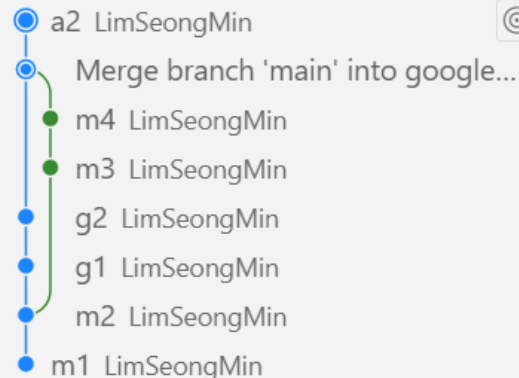 a2 LimSeongMin
Merge branch 'main' into google...
m4 LimSeongMin
m3 LimSeongMin
g2 LimSeongMin
g1 LimSeongMin
m2 LimSeongMin
m1 LimSeongMin